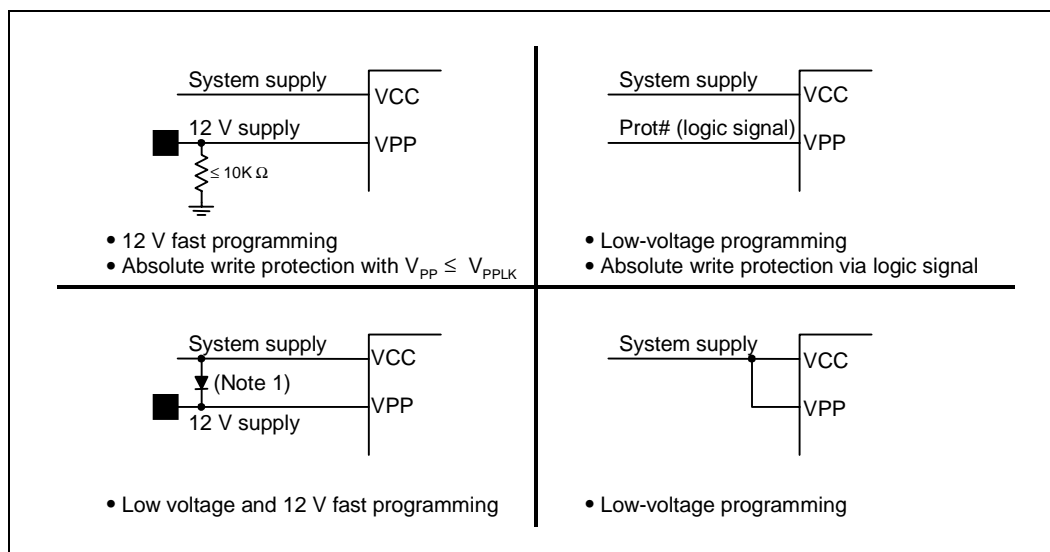 System supply
VCC
12 V supply
VPP
≤ 10K Ω
• 12 V fast programming
• Absolute write protection with VPP ≤ VPPLK
System supply
VCC
Prot# (logic signal)
VPP
• Low-voltage programming
• Absolute write protection via logic signal
System supply
VCC
(Note 1)
VPP
12 V supply
• Low voltage and 12 V fast programming
System supply
VCC
VPP
• Low-voltage programming